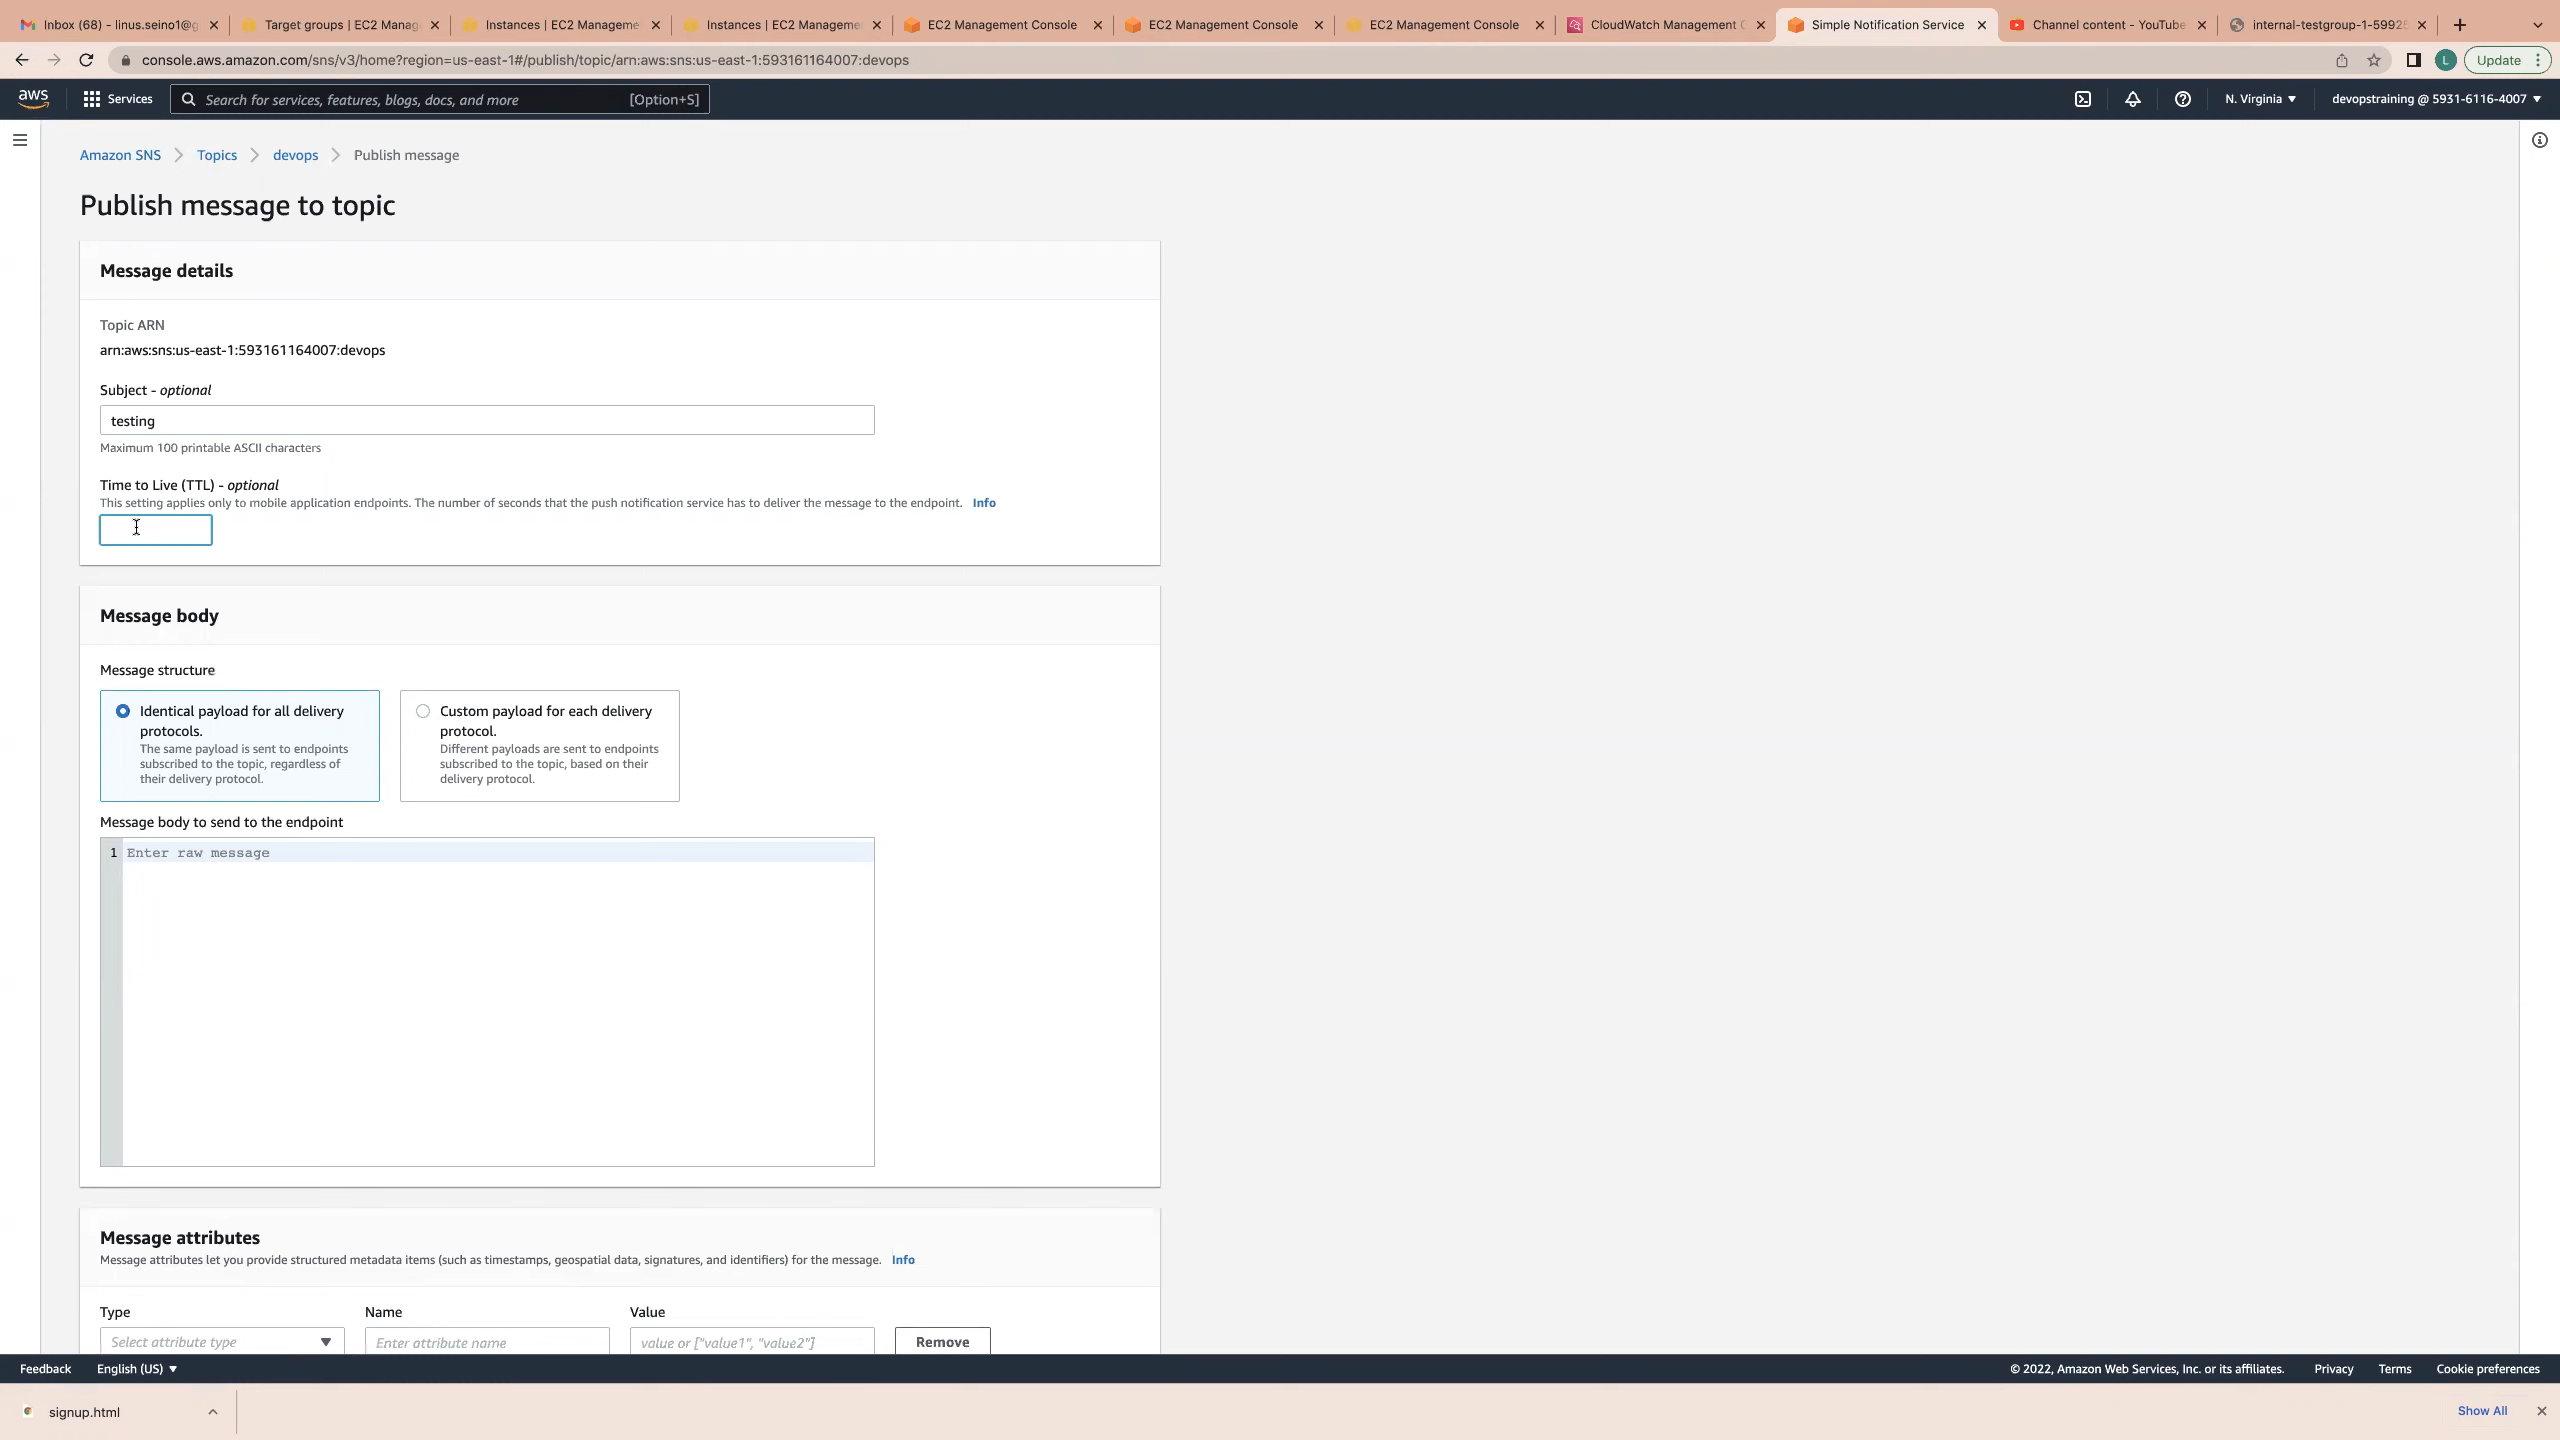 Inbox (68) - linus.seino1@g
Target groups | EC2 Manag
Instances | EC2 Manageme
Instances | EC2 Manageme
EC2 Management Console
EC2 Management Console
EC2 Management Console
CloudWatch Management C
Simple Notification Service
Channel content - YouTube
internal-testgroup-1-59925
console.aws.amazon.com/sns/v3/home?region=us-east-1#/publish/topic/arn:aws:sns:us-east-1:593161164007:devops
L
Update
aws
Services
Search for services, features, blogs, docs, and more
[Option+S]
N. Virginia
devopstraining @ 5931-6116-4007
Amazon SNS
Topics
devops
Publish message
Publish message to topic
Message details
Topic ARN
arn:aws:sns:us-east-1:593161164007:devops
Subject - optional
testing
Maximum 100 printable ASCII characters
Time to Live (TTL) - optional
This setting applies only to mobile application endpoints. The number of seconds that the push notification service has to deliver the message to the endpoint. Info
Message body
Message structure
Identical payload for all delivery
protocols.
The same payload is sent to endpoints
subscribed to the topic, regardless of
their delivery protocol.
Custom payload for each delivery
protocol.
Different payloads are sent to endpoints
subscribed to the topic, based on their
delivery protocol.
Message body to send to the endpoint
1 Enter raw message
Message attributes
Message attributes let you provide structured metadata items (such as timestamps, geospatial data, signatures, and identifiers) for the message. Info
Type
Name
Value
Select attribute type
Enter attribute name
value or ["value1", "value2"]
Remove
Feedback
English (US)
© 2022, Amazon Web Services, Inc. or its affiliates.
Privacy
Terms
Cookie preferences
signup.html
Show All